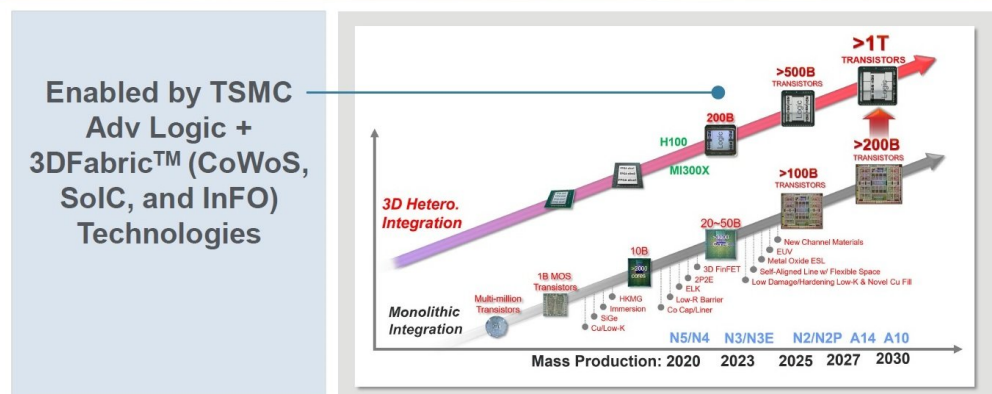 Enabled by TSMC
Adv Logic +
3DFabric™ (CoWoS,
SoIC, and InFO)
Technologies
>1T
TRANSISTORS
>500B
TRANSISTORS
200B
Logic
H100
MI300X
>200B
TRANSISTORS
>100B
TRANSISTORS
3D Hetero.
Integration
20~50B
10B
>2000
cores
1B MOS
Transistors
Multi-million
Transistors
Monolithic
Integration
New Channel Materials
EUV
Metal Oxide ESL
Self-Aligned Line w/ Flexible Space
Low Damage/Hardening Low-K & Novel Cu Fill
3D FinFET
2P2E
ELK
Low-R Barrier
Co Cap/Liner
HKMG
Immersion
SiGe
Cu/Low-K
N5/N4 N3/N3E N2/N2P A14 A10
Mass Production: 2020 2023 2025 2027 2030